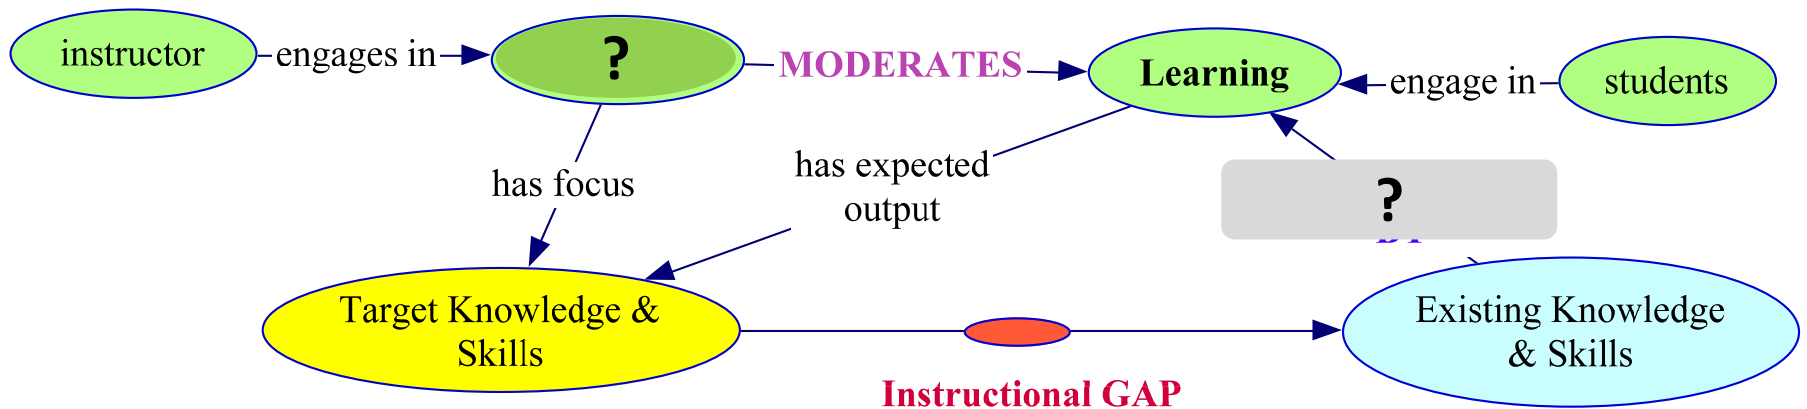 instructor
engages in
?
MODERATES
Learning
engage in
students
has focus
has expected
output
?
Target Knowledge &
Skills
Existing Knowledge
& Skills
Instructional GAP